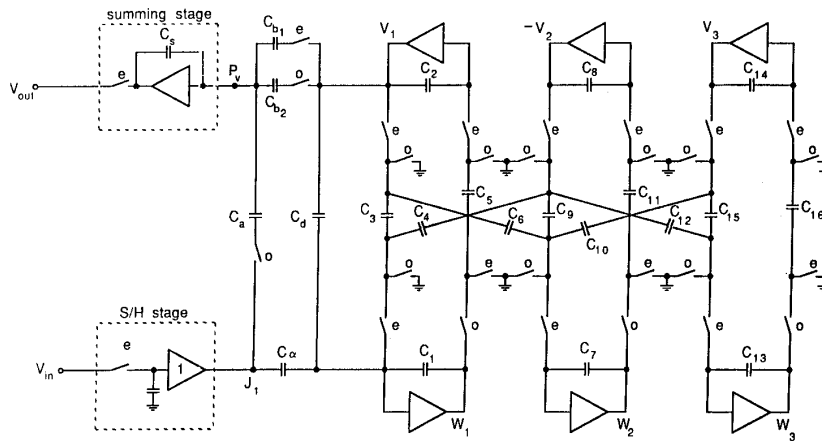 summing stage
C_s
e
V_out
P_v
C_b1
e
o
C_b2
V_1
C_2
-V_2
C_8
V_3
C_14
e
e
e
e
e
o
o
o
o
o
o
o
C_a
o
C_d
C_3
C_4
C_5
C_6
C_9
C_10
C_11
C_12
C_15
C_16
o
e
o
e
o
o
S/H stage
e
V_in
1
J_1
C_α
e
o
e
o
e
o
C_1
C_7
C_13
W_1
W_2
W_3